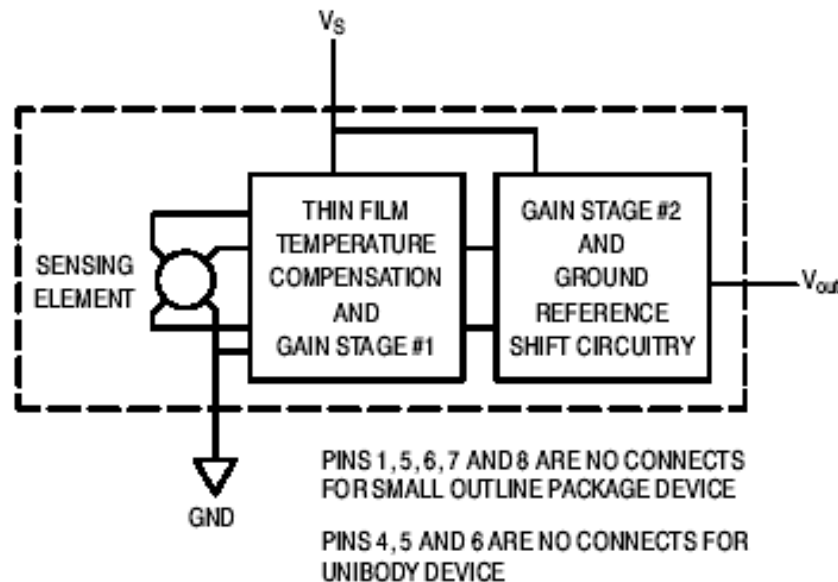 V_S
SENSING
ELEMENT
THIN FILM
TEMPERATURE
COMPENSATION
AND
GAIN STAGE #1
GAIN STAGE #2
AND
GROUND
REFERENCE
SHIFT CIRCUITRY
V_out
GND
PINS 1, 5, 6, 7 AND 8 ARE NO CONNECTS
FOR SMALL OUTLINE PACKAGE DEVICE
PINS 4, 5 AND 6 ARE NO CONNECTS FOR
UNIBODY DEVICE